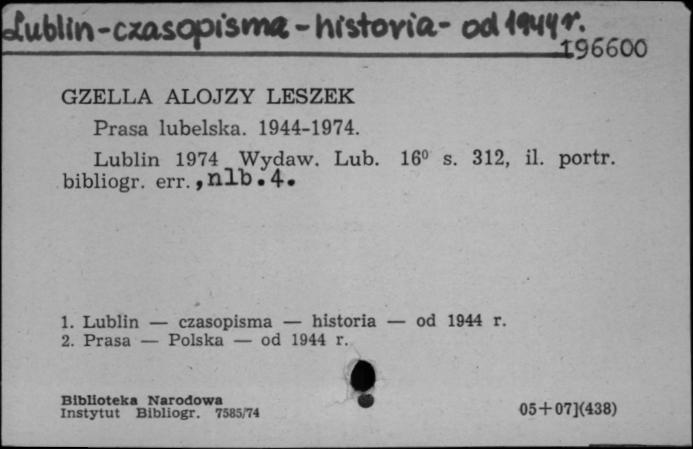 Lublin-czasopisma-historia-od 1944r.
196600
GZELLA ALOJZY LESZEK
Prasa lubelska. 1944-1974.
Lublin 1974 Wydaw. Lub. 16⁰ s. 312, il. portr.
bibliogr. err., nlb.4.
1. Lublin — czasopisma — historia — od 1944 r.
2. Prasa — Polska — od 1944 r.
Biblioteka Narodowa
Instytut Bibliogr. 7585/74
05+07](438)